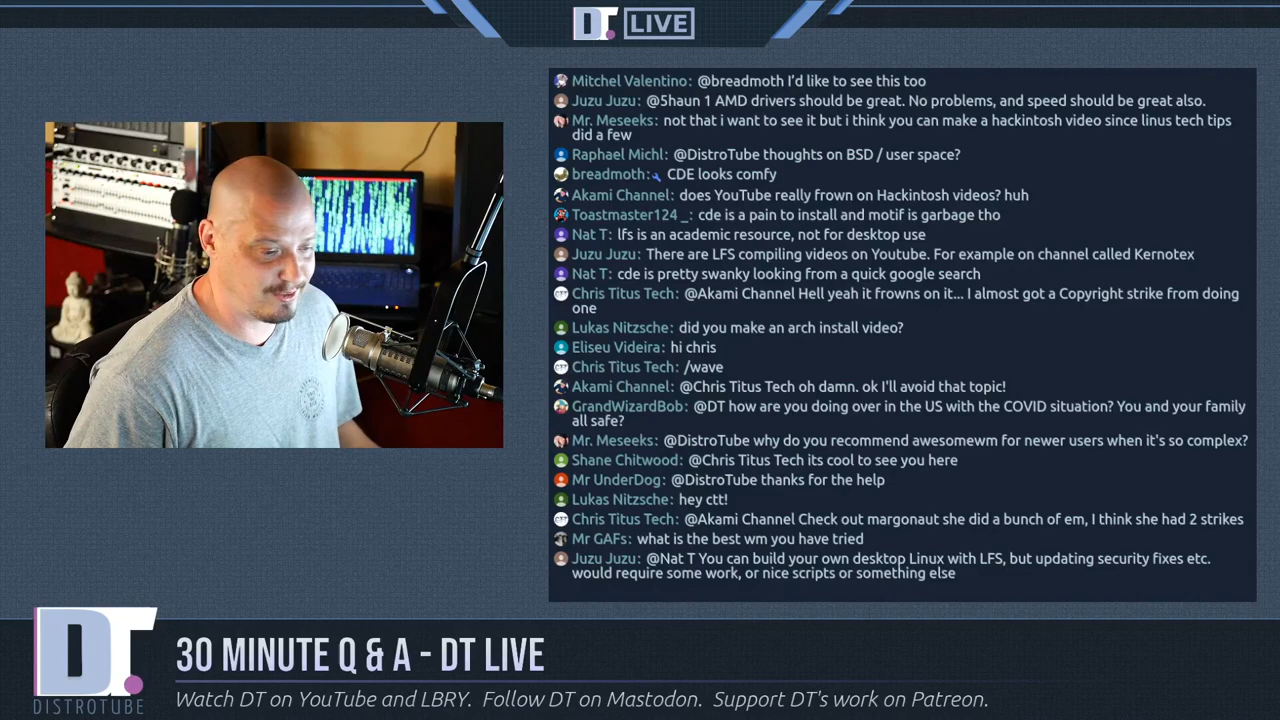 DT. LIVE
Mitchel Valentino: @breadmoth I'd like to see this too
Juzu Juzu: @5haun 1 AMD drivers should be great. No problems, and speed should be great also.
Mr. Meseeks: not that i want to see it but i think you can make a hackintosh video since linus tech tips
did a few
Raphael Michl: @DistroTube thoughts on BSD / user space?
breadmoth: CDE looks comfy
Akami Channel: does YouTube really frown on Hackintosh videos? huh
Toastmaster124 _: cde is a pain to install and motif is garbage tho
Nat T: lfs is an academic resource, not for desktop use
Juzu Juzu: There are LFS compiling videos on Youtube. For example on channel called Kernotex
Nat T: cde is pretty swanky looking from a quick google search
Chris Titus Tech: @Akami Channel Hell yeah it frowns on it... I almost got a Copyright strike from doing
one
Lukas Nitzsche: did you make an arch install video?
Eliseu Videira: hi chris
Chris Titus Tech: /wave
Akami Channel: @Chris Titus Tech oh damn. ok I'll avoid that topic!
GrandWizardBob: @DT how are you doing over in the US with the COVID situation? You and your family
all safe?
Mr. Meseeks: @DistroTube why do you recommend awesomewm for newer users when it's so complex?
Shane Chitwood: @Chris Titus Tech its cool to see you here
Mr UnderDog: @DistroTube thanks for the help
Lukas Nitzsche: hey ctt!
Chris Titus Tech: @Akami Channel Check out margonaut she did a bunch of em, I think she had 2 strikes
Mr GAFs: what is the best wm you have tried
Juzu Juzu: @Nat T You can build your own desktop Linux with LFS, but updating security fixes etc.
would require some work, or nice scripts or something else
DT.
DISTROTUBE
30 MINUTE Q & A - DT LIVE
Watch DT on YouTube and LBRY. Follow DT on Mastodon. Support DT's work on Patreon.